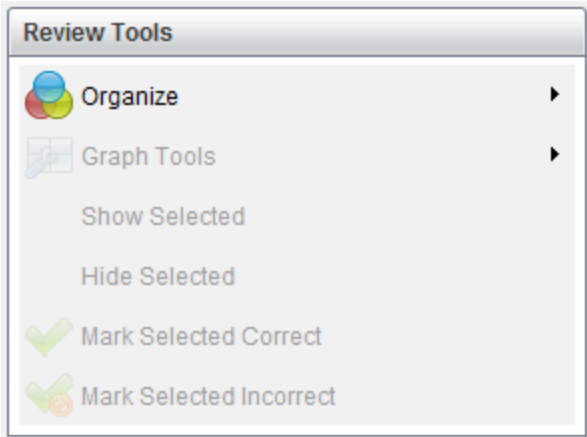 Review Tools
Organize
Graph Tools
Show Selected
Hide Selected
Mark Selected Correct
Mark Selected Incorrect